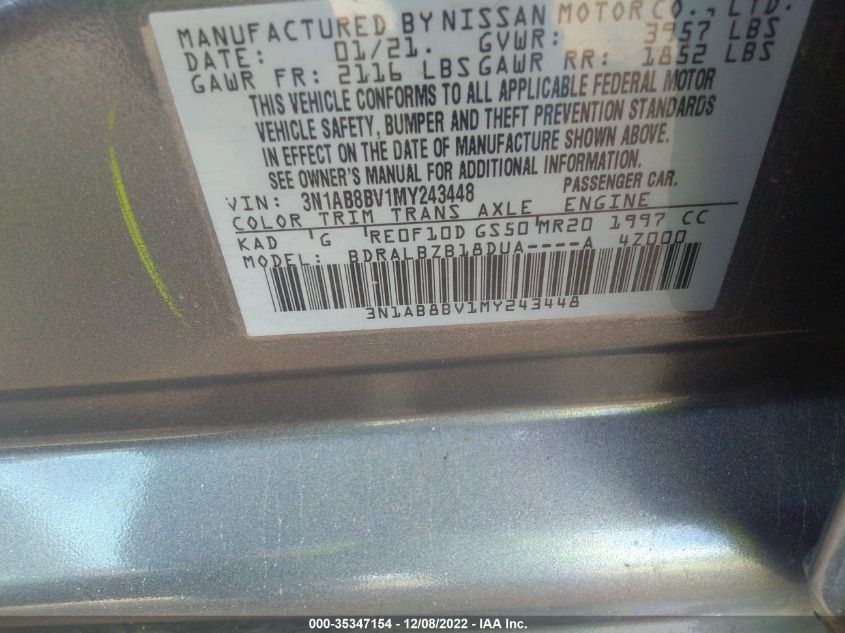 MANUFACTURED BY NISSAN MOTOR CO., LTD.
DATE: 01/21. GVWR: 3957 LBS
GAWR FR: 2116 LBS GAWR RR: 1852 LBS
THIS VEHICLE CONFORMS TO ALL APPLICABLE FEDERAL MOTOR
VEHICLE SAFETY, BUMPER AND THEFT PREVENTION STANDARDS
IN EFFECT ON THE DATE OF MANUFACTURE SHOWN ABOVE.
SEE OWNER'S MANUAL FOR ADDITIONAL INFORMATION.
VIN: 3N1AB8BV1MY243448 PASSENGER CAR.
COLOR TRIM TRANS AXLE ENGINE
KAD G RE0F10D GS50 MR20 1997 CC
MODEL: BDRALBZB18DUA----A 4Z000
3N1AB8BV1MY243448
000-35347154 - 12/08/2022 - IAA Inc.